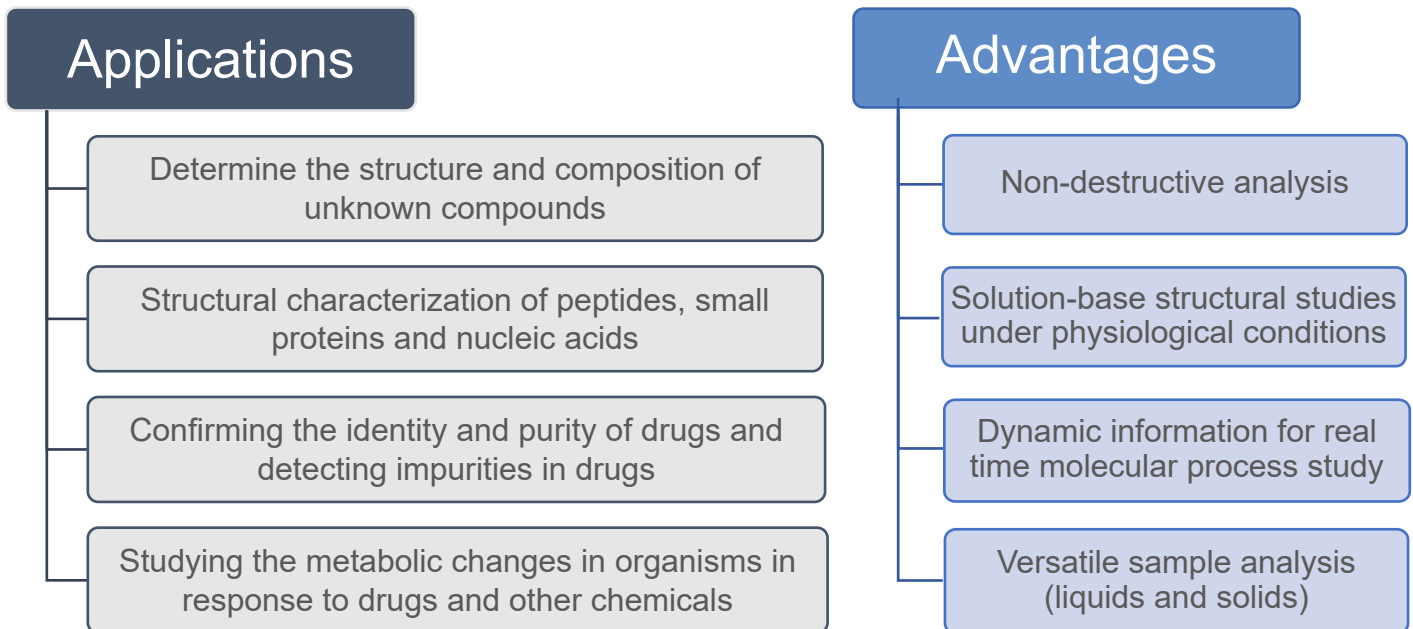 Applications
Determine the structure and composition of
unknown compounds
Structural characterization of peptides, small
proteins and nucleic acids
Confirming the identity and purity of drugs and
detecting impurities in drugs
Studying the metabolic changes in organisms in
response to drugs and other chemicals
Advantages
Non-destructive analysis
Solution-base structural studies
under physiological conditions
Dynamic information for real
time molecular process study
Versatile sample analysis
(liquids and solids)